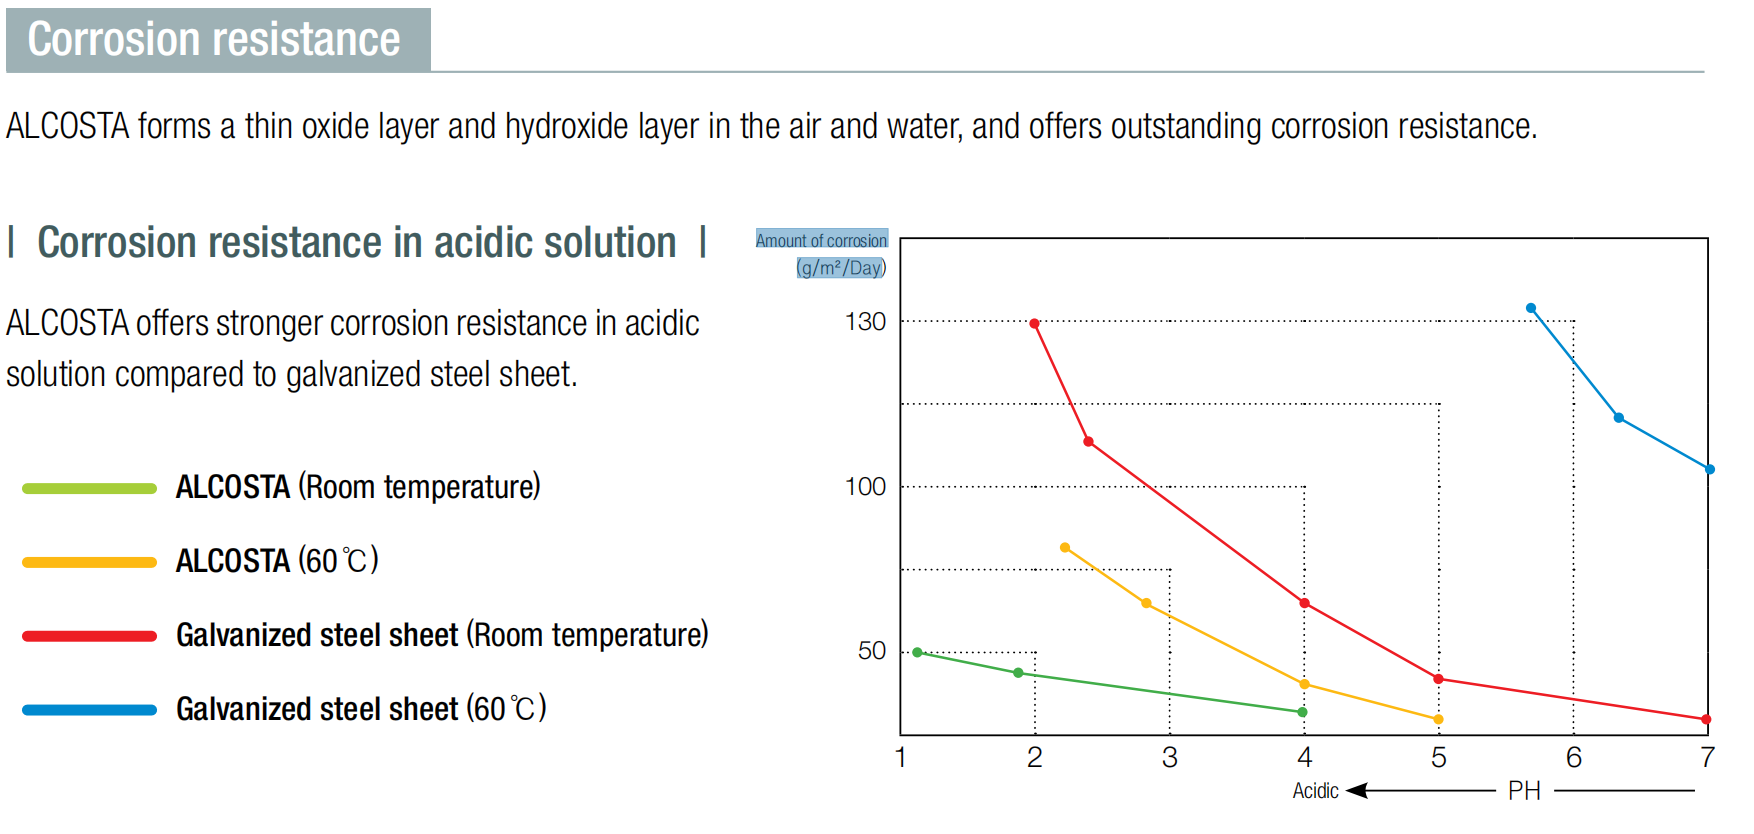 Corrosion resistance
ALCOSTA forms a thin oxide layer and hydroxide layer in the air and water, and offers outstanding corrosion resistance.
| Corrosion resistance in acidic solution |
ALCOSTA offers stronger corrosion resistance in acidic
solution compared to galvanized steel sheet.
ALCOSTA (Room temperature)
ALCOSTA (60℃)
Galvanized steel sheet (Room temperature)
Galvanized steel sheet (60℃)
Amount of corrosion
(g/m²/Day)
130
100
50
1 2 3 4 5 6 7
Acidic PH